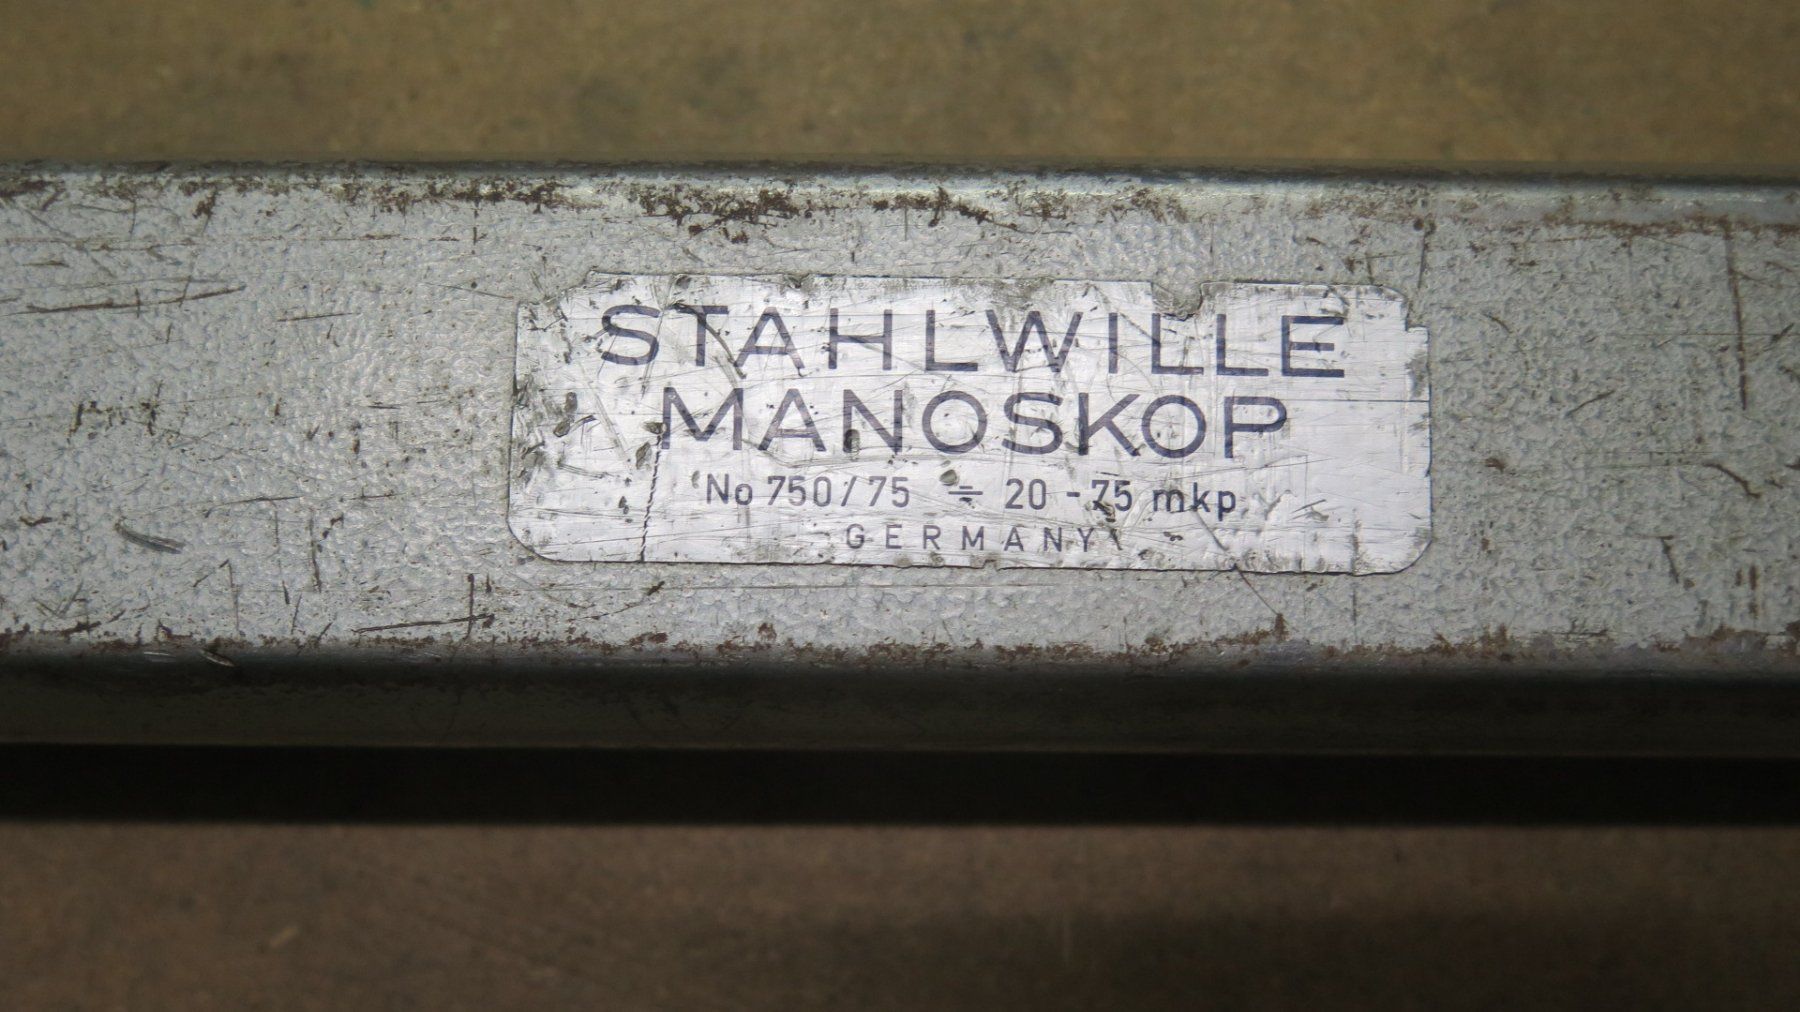 STAHLWILLE
MANOSKOP
No 750/75 ÷ 20 - 75 mkp
GERMANY